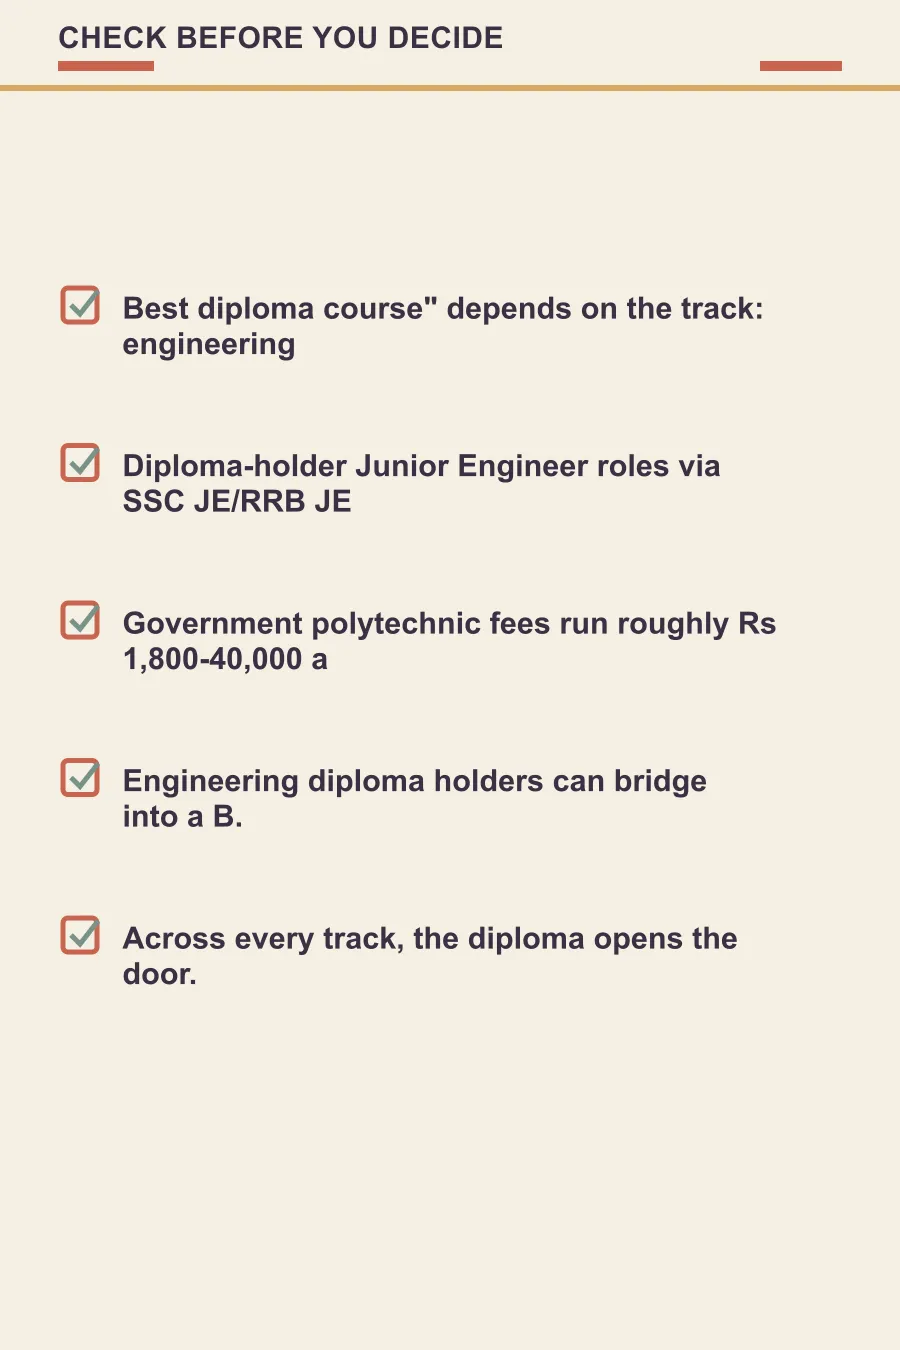 CHECK BEFORE YOU DECIDE
Best diploma course" depends on the track:
engineering
Diploma-holder Junior Engineer roles via
SSC JE/RRB JE
Government polytechnic fees run roughly Rs
1,800-40,000 a
Engineering diploma holders can bridge
into a B.
Across every track, the diploma opens the
door.